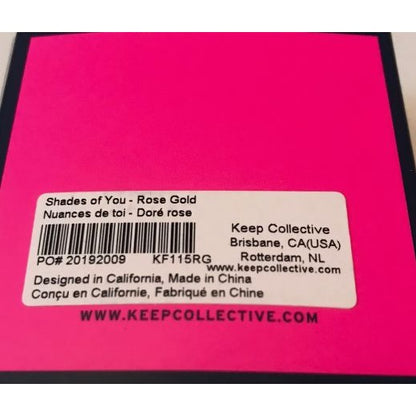 Shades of You - Rose Gold
Nuances de toi - Doré rose
PO# 20192009 KF115RG
Keep Collective
Brisbane, CA(USA)
Rotterdam, NL
www.keepcollective.com
Designed in California, Made in China
Conçu en Californie, Fabriqué en Chine
WWW.KEEPCOLLECTIVE.COM